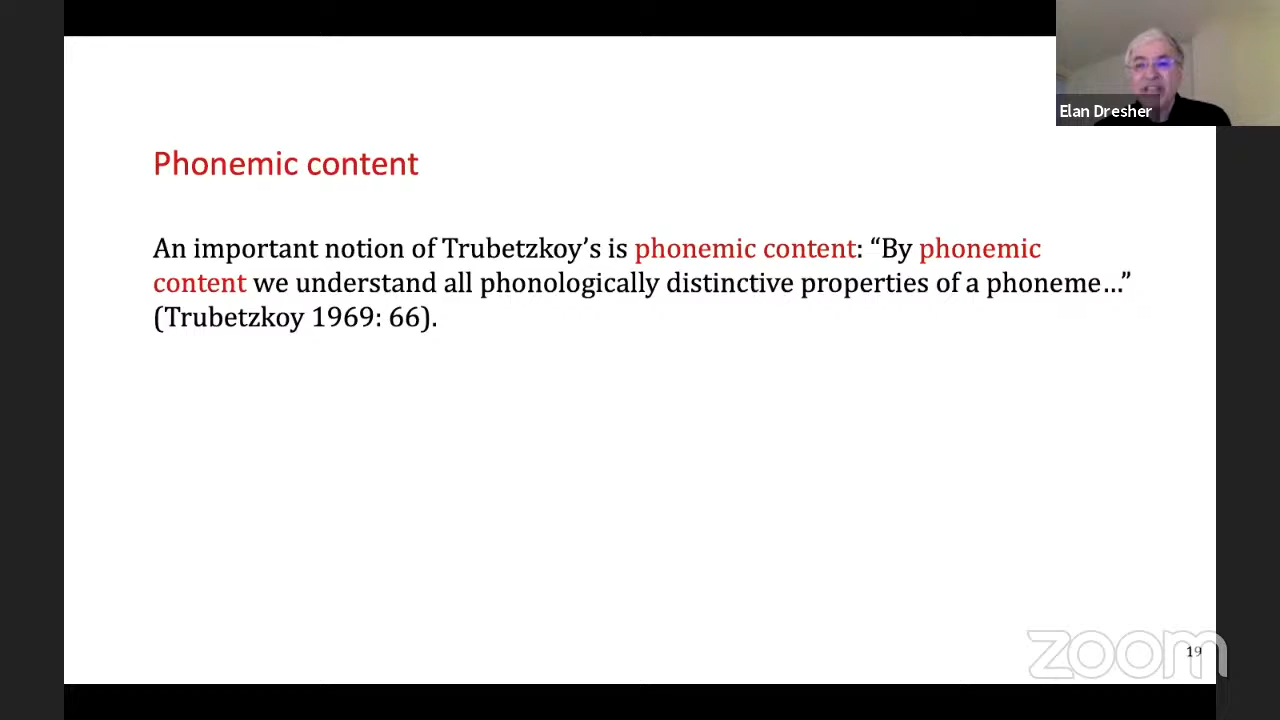 Elan Dresher
Phonemic content
An important notion of Trubetzkoy’s is phonemic content: “By phonemic
content we understand all phonologically distinctive properties of a phoneme…”
(Trubetzkoy 1969: 66).
zoom
19